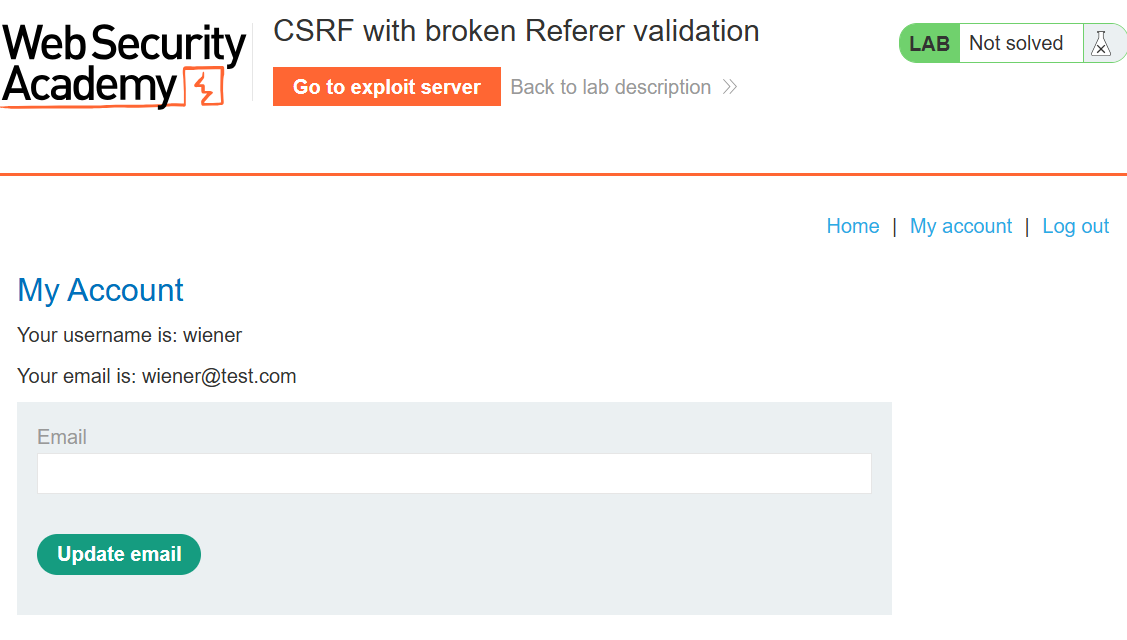 Web Security
Academy
CSRF with broken Referer validation
Go to exploit server
Back to lab description
LAB Not solved
Home | My account | Log out
My Account
Your username is: wiener
Your email is: wiener@test.com
Email
Update email